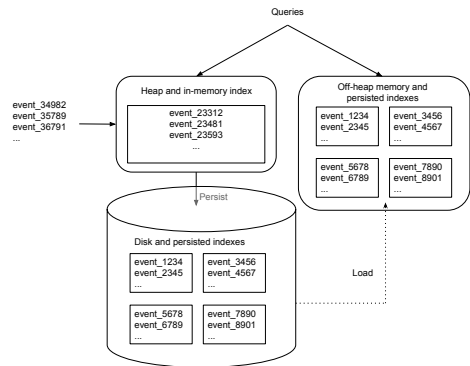 Queries
Heap and in-memory index
event_23312
event_23481
event_23593
...
Off-heap memory and
persisted indexes
event_1234
event_2345
...
event_3456
event_4567
...
event_5678
event_6789
...
event_7890
event_8901
...
event_34982
event_35789
event_36791
...
Persist
Disk and persisted indexes
event_1234
event_2345
...
event_3456
event_4567
...
event_5678
event_6789
...
event_7890
event_8901
...
Load